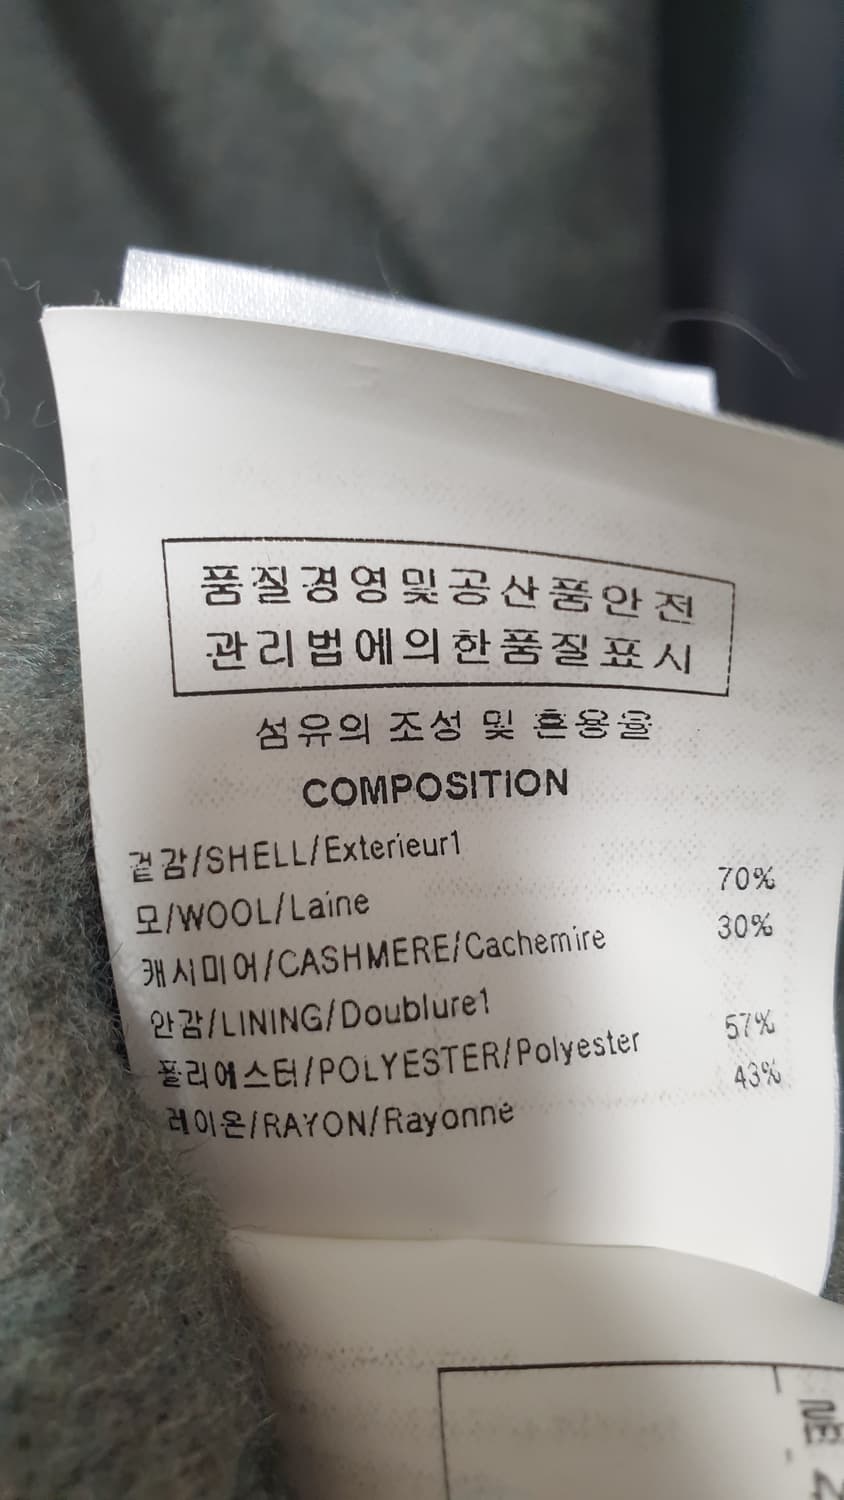 품질경영및공산품안전
관리법에의한품질표시
섬유의 조성 및 혼용율
COMPOSITION
겉감/SHELL/Exterieur1
모/WOOL/Laine 70%
캐시미어/CASHMERE/Cachemire 30%
안감/LINING/Doublure1
폴리에스터/POLYESTER/Polyester 57%
레이온/RAYON/Rayonne 43%